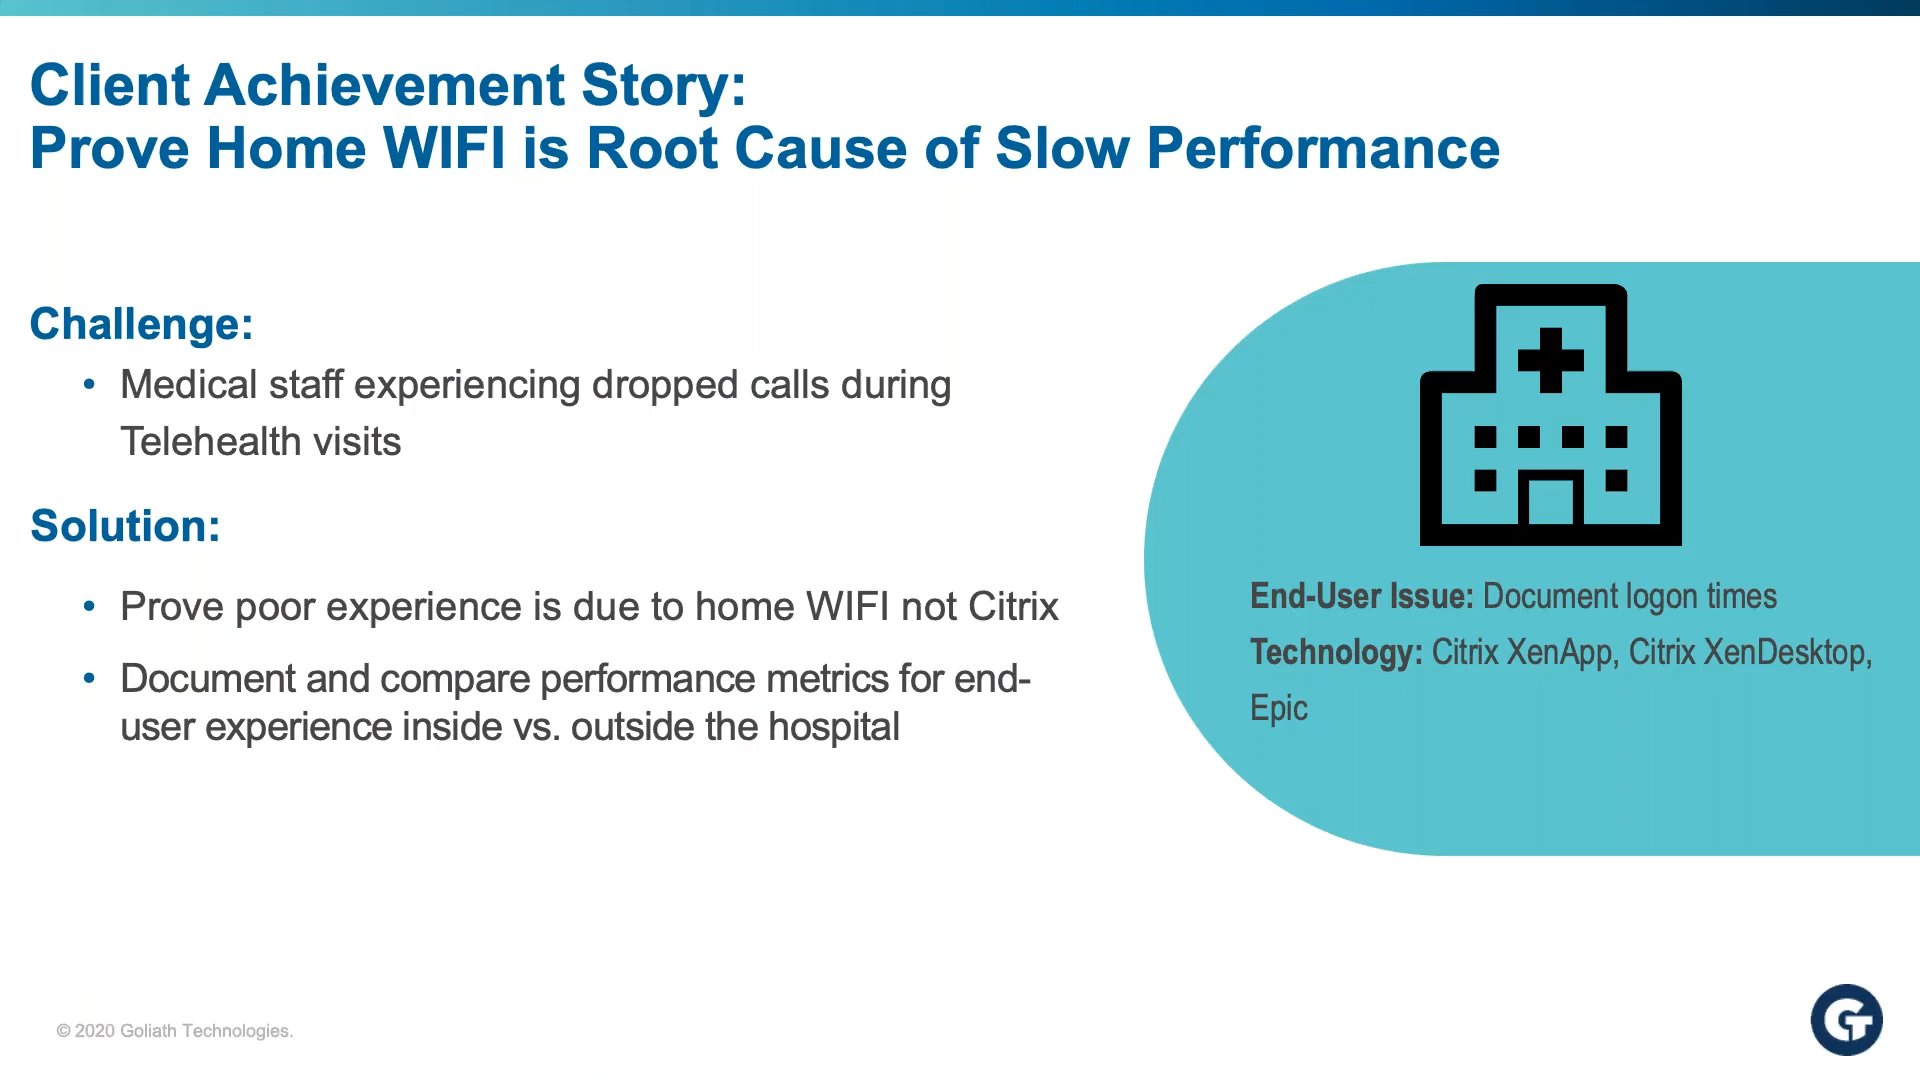 Client Achievement Story:
Prove Home WIFI is Root Cause of Slow Performance
Challenge:
• Medical staff experiencing dropped calls during
Telehealth visits
Solution:
• Prove poor experience is due to home WIFI not Citrix
• Document and compare performance metrics for end-
user experience inside vs. outside the hospital
End-User Issue: Document logon times
Technology: Citrix XenApp, Citrix XenDesktop,
Epic
© 2020 Goliath Technologies.